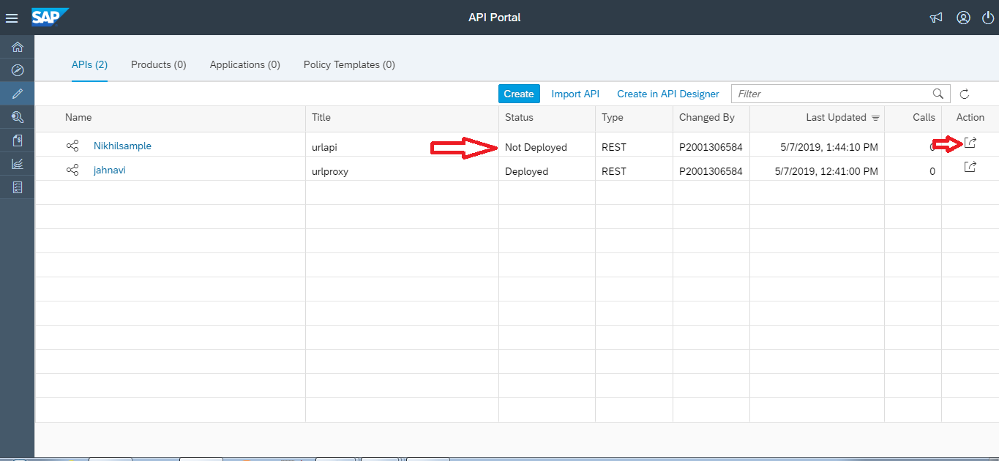 SAP API Portal
APIs (2) Products (0) Applications (0) Policy Templates (0)
Create Import API Create in API Designer Filter
Name Title Status Type Changed By Last Updated Calls Action
Nikhilsample urlapi Not Deployed REST P2001306584 5/7/2019, 1:44:10 PM 0
jahnavi urlproxy Deployed REST P2001306584 5/7/2019, 12:41:00 PM 0